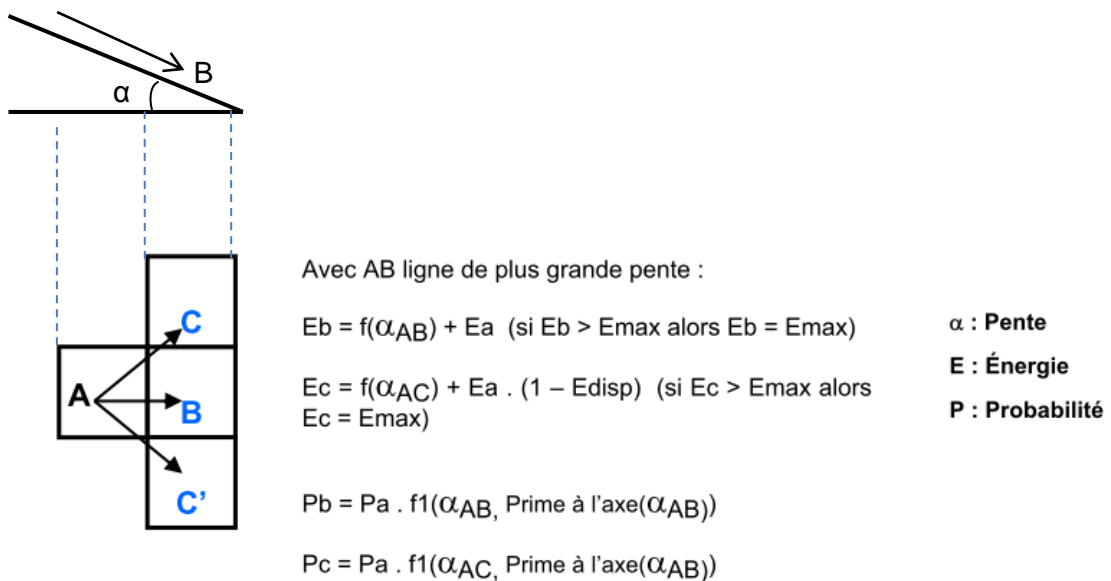 B
α
A
C
B
C'
Avec AB ligne de plus grande pente :
Eb = f(αAB) + Ea (si Eb > Emax alors Eb = Emax)
Ec = f(αAC) + Ea . (1 – Edisp) (si Ec > Emax alors
Ec = Emax)
Pb = Pa . f1(αAB, Prime à l’axe(αAB))
Pc = Pa . f1(αAC, Prime à l’axe(αAB))
α : Pente
E : Énergie
P : Probabilité